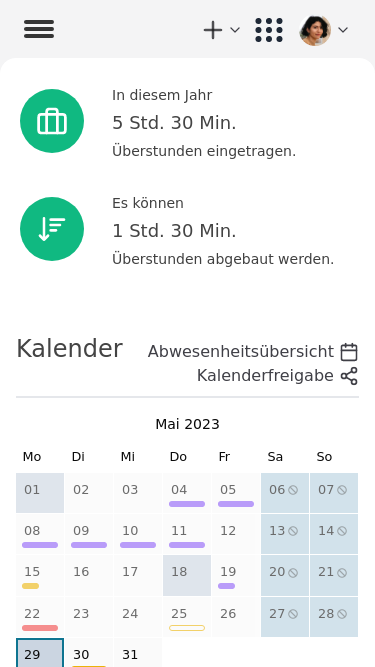 In diesem Jahr
5 Std. 30 Min.
Überstunden eingetragen.
Es können
1 Std. 30 Min.
Überstunden abgebaut werden.
Kalender
Abwesenheitsübersicht
Kalenderfreigabe
Mai 2023
Mo Di Mi Do Fr Sa So
01 02 03 04 05 06 07
08 09 10 11 12 13 14
15 16 17 18 19 20 21
22 23 24 25 26 27 28
29 30 31